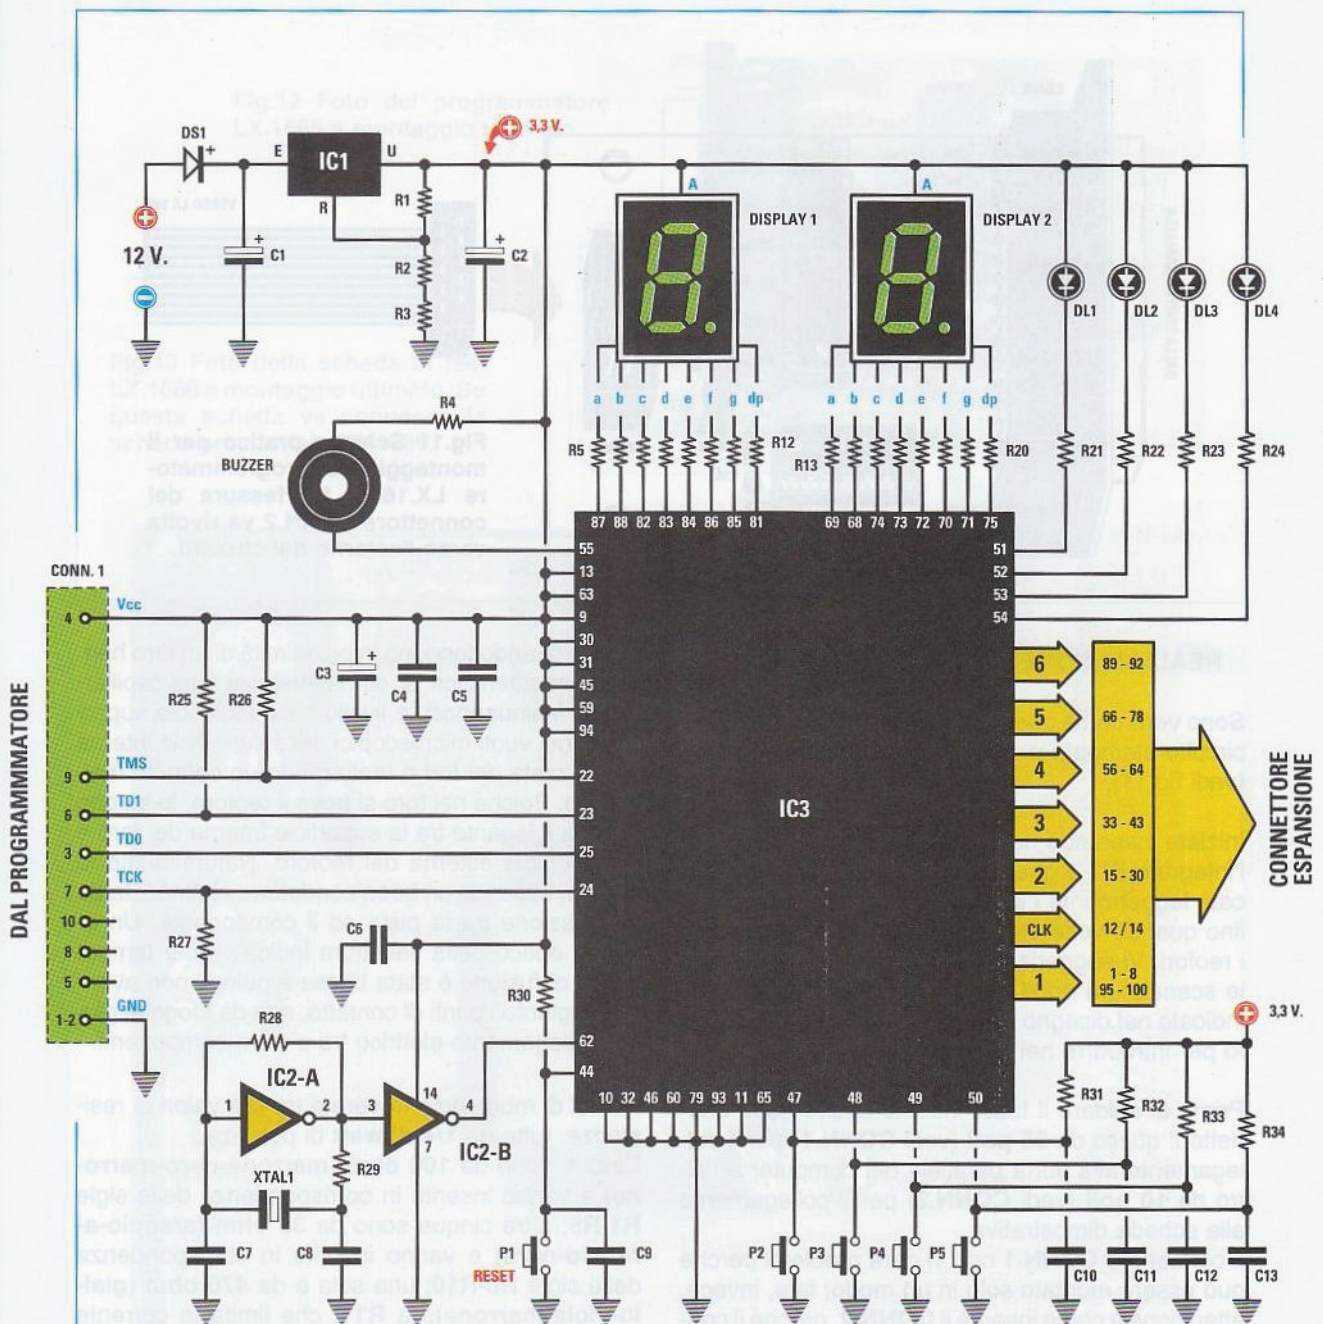 DS1
E
IC1
U
R
R1
3,3 V.
12 V.
C1
R2
R3
C2
A
DISPLAY 1
A
DISPLAY 2
DL1
DL2
DL3
DL4
a b c d e f g dp
a b c d e f g dp
R5
R12
R13
R20
R21
R22
R23
R24
R4
BUZZER
87 88 82 83 84 86 85 81
69 68 74 73 72 70 71 75
55
13
63
9
30
31
45
59
94
22
23
25
24
62
44
51
52
53
54
IC3
CONN. 1
DAL PROGRAMMATORE
4
Vcc
9
TMS
6
TD1
3
TD0
7
TCK
10
8
5
1-2
GND
R25
R26
C3
C4
C5
R27
C6
R30
R28
IC2-A
1
2
3
14
4
7
IC2-B
R29
XTAL1
C7
C8
P1
RESET
C9
6
89 - 92
5
66 - 78
4
56 - 64
3
33 - 43
2
15 - 30
CLK
12 / 14
1
1 - 8
95 - 100
CONNETTORE
ESPANSIONE
3,3 V.
10 32 46 60 79 93 11 65 47 48 49 50
R31
R32
R33
R34
P2
P3
P4
P5
C10
C11
C12
C13